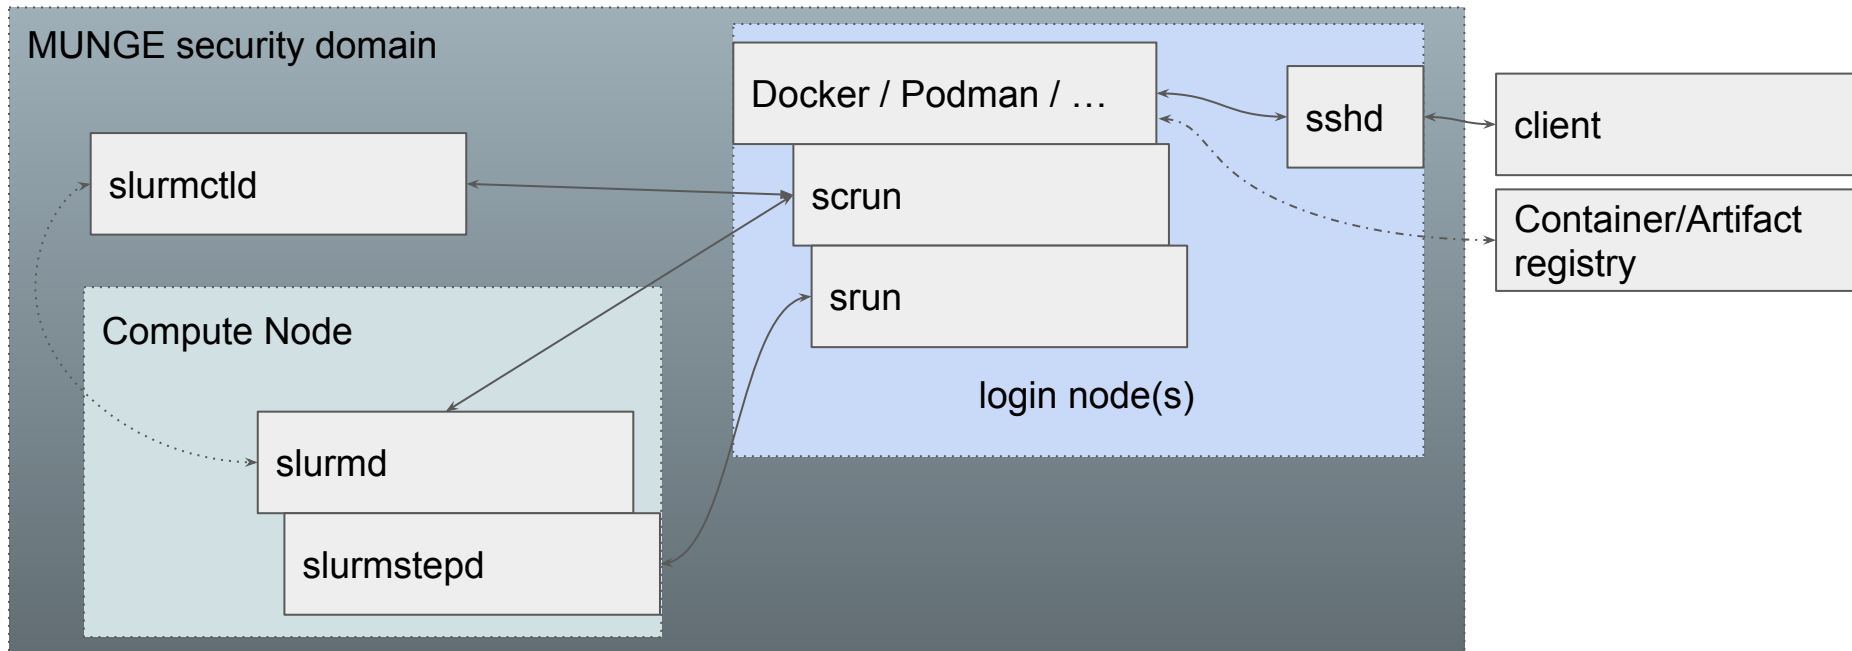 MUNGE security domain
Docker / Podman / …
sshd
client
slurmctld
scrun
Container/Artifact
registry
srun
Compute Node
login node(s)
slurmd
slurmstepd